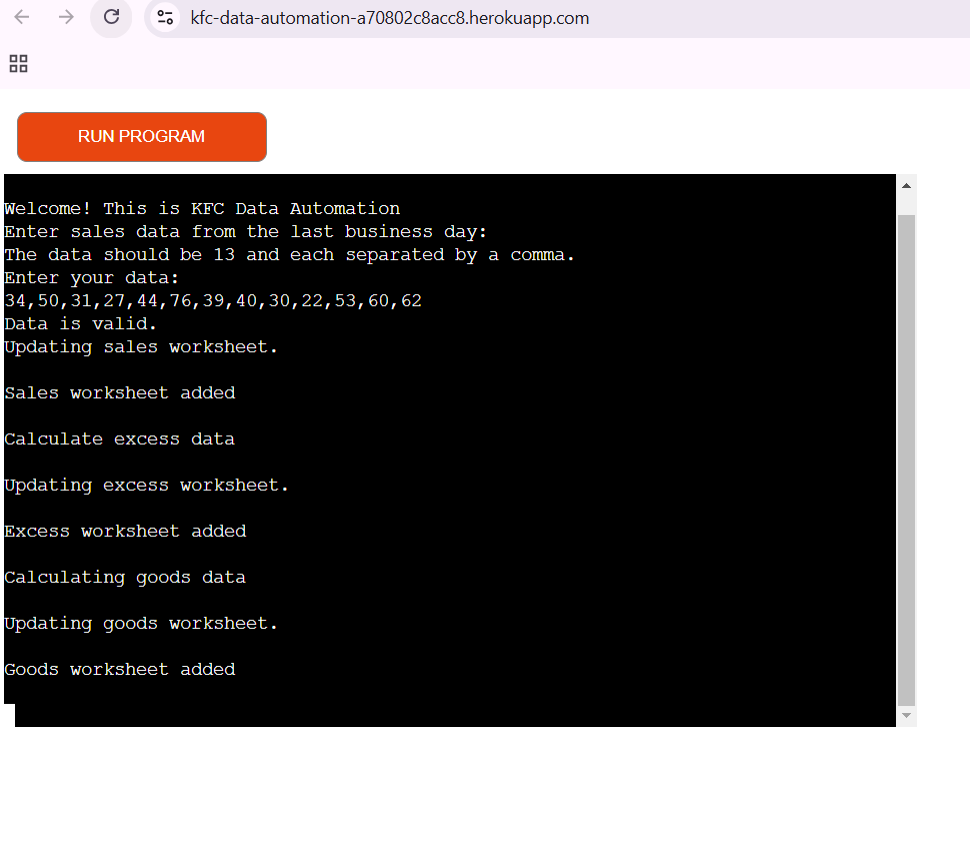 kfc-data-automation-a70802c8acc8.herokuapp.com
RUN PROGRAM
Welcome! This is KFC Data Automation
Enter sales data from the last business day:
The data should be 13 and each separated by a comma.
Enter your data:
34,50,31,27,44,76,39,40,30,22,53,60,62
Data is valid.
Updating sales worksheet.
Sales worksheet added
Calculate excess data
Updating excess worksheet.
Excess worksheet added
Calculating goods data
Updating goods worksheet.
Goods worksheet added